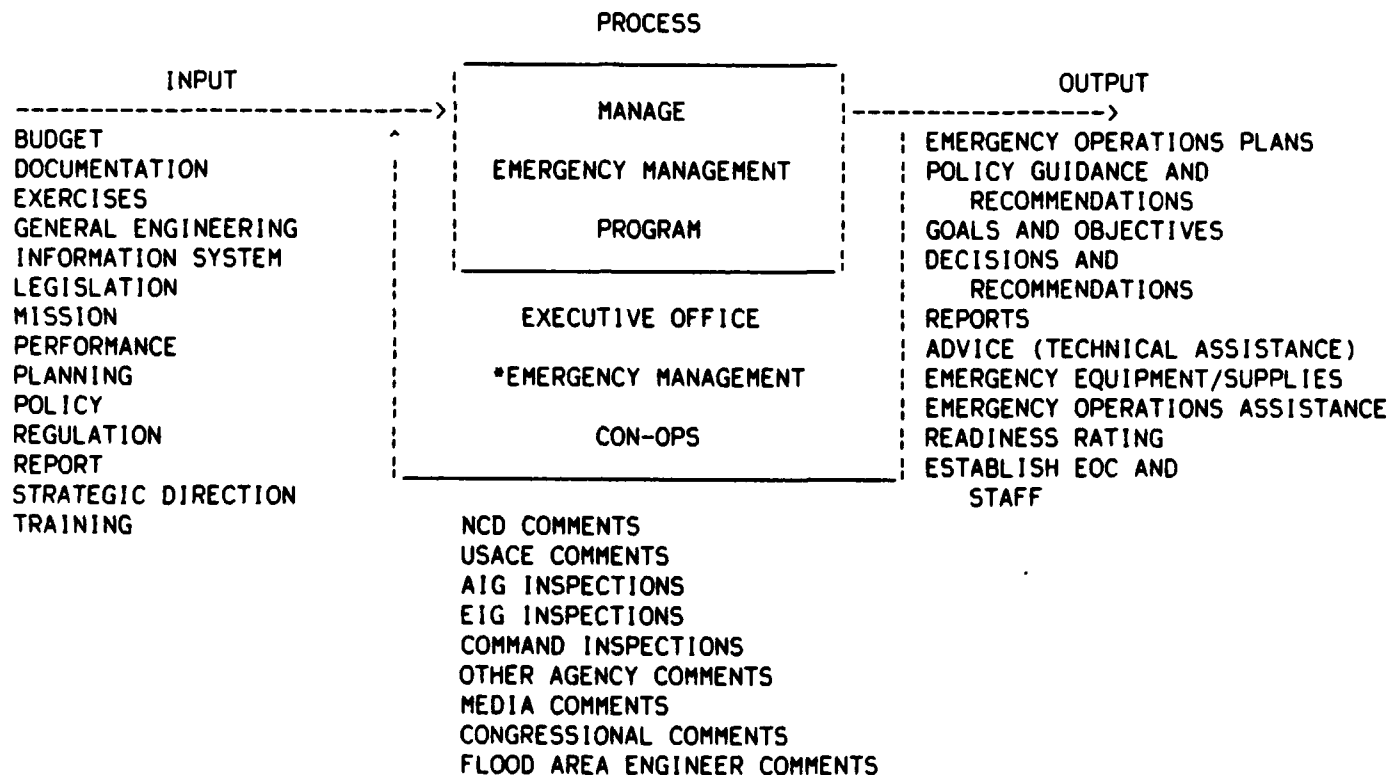 PROCESS
INPUT
OUTPUT
MANAGE
EMERGENCY MANAGEMENT
PROGRAM
EXECUTIVE OFFICE
*EMERGENCY MANAGEMENT
CON-OPS
BUDGET
DOCUMENTATION
EXERCISES
GENERAL ENGINEERING
INFORMATION SYSTEM
LEGISLATION
MISSION
PERFORMANCE
PLANNING
POLICY
REGULATION
REPORT
STRATEGIC DIRECTION
TRAINING
EMERGENCY OPERATIONS PLANS
POLICY GUIDANCE AND
RECOMMENDATIONS
GOALS AND OBJECTIVES
DECISIONS AND
RECOMMENDATIONS
REPORTS
ADVICE (TECHNICAL ASSISTANCE)
EMERGENCY EQUIPMENT/SUPPLIES
EMERGENCY OPERATIONS ASSISTANCE
READINESS RATING
ESTABLISH EOC AND
STAFF
NCD COMMENTS
USACE COMMENTS
AIG INSPECTIONS
EIG INSPECTIONS
COMMAND INSPECTIONS
OTHER AGENCY COMMENTS
MEDIA COMMENTS
CONGRESSIONAL COMMENTS
FLOOD AREA ENGINEER COMMENTS